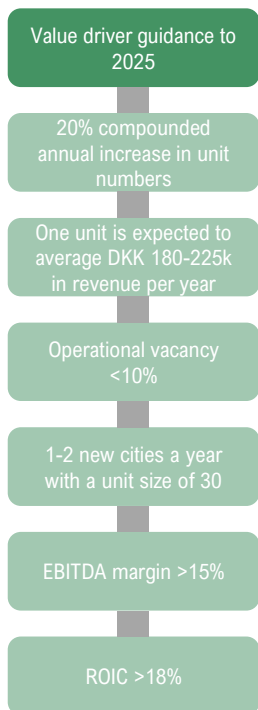 Value driver guidance to
2025
20% compounded
annual increase in unit
numbers
One unit is expected to
average DKK 180-225k
in revenue per year
Operational vacancy
<10%
1-2 new cities a year
with a unit size of 30
EBITDA margin >15%
ROIC >18%